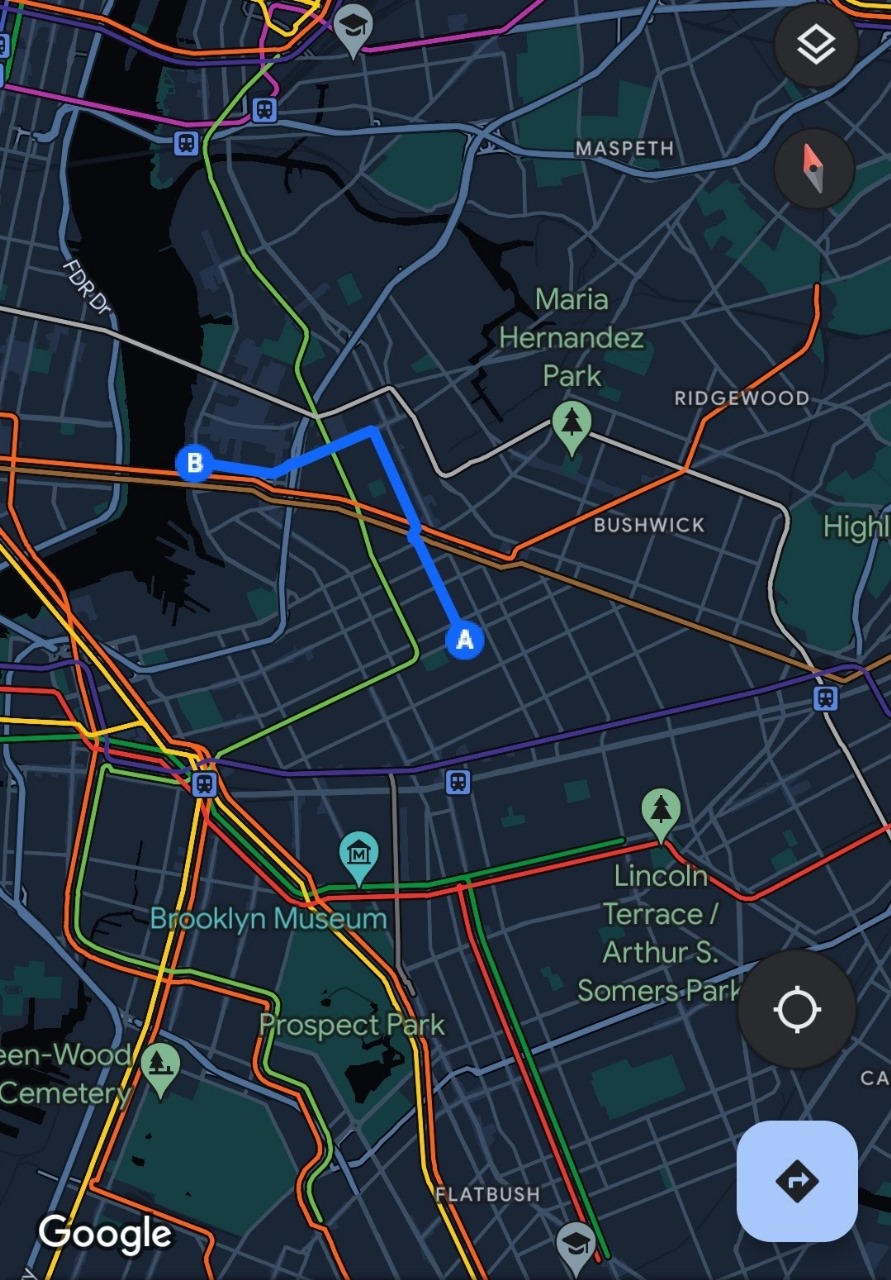 MASPETH
FDR Dr
Maria
Hernandez
Park
RIDGEWOOD
B
BUSHWICK
Highl
A
M
Brooklyn Museum
Lincoln
Terrace /
Arthur S.
Somers Park
Prospect Park
een-Wood
Cemetery
CA
FLATBUSH
Google